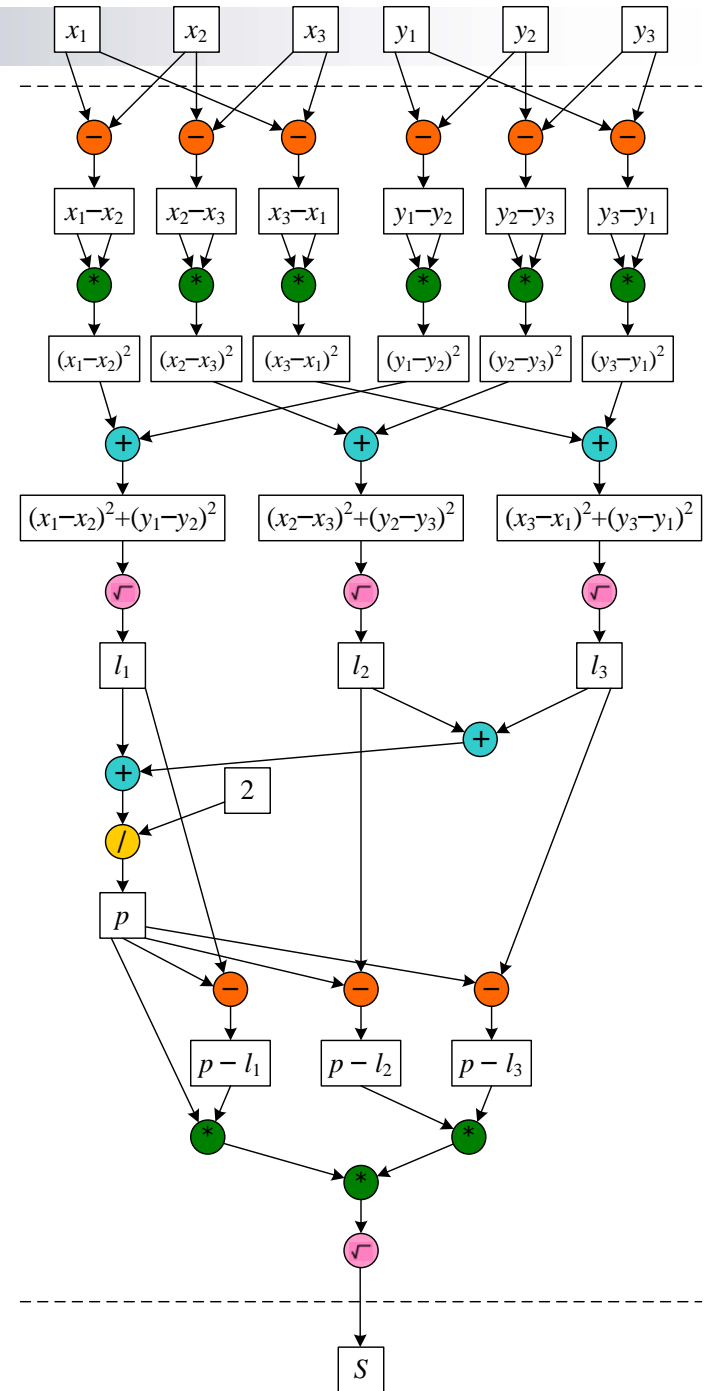 x₁ x₂ x₃ y₁ y₂ y₃
− − − − − −
x₁−x₂ x₂−x₃ x₃−x₁ y₁−y₂ y₂−y₃ y₃−y₁
* * * * * *
(x₁−x₂)² (x₂−x₃)² (x₃−x₁)² (y₁−y₂)² (y₂−y₃)² (y₃−y₁)²
+ + +
(x₁−x₂)²+(y₁−y₂)² (x₂−x₃)²+(y₂−y₃)² (x₃−x₁)²+(y₃−y₁)²
√ √ √
l₁ l₂ l₃
+
+
2
/
p
− − −
p − l₁ p − l₂ p − l₃
* *
*
√
S